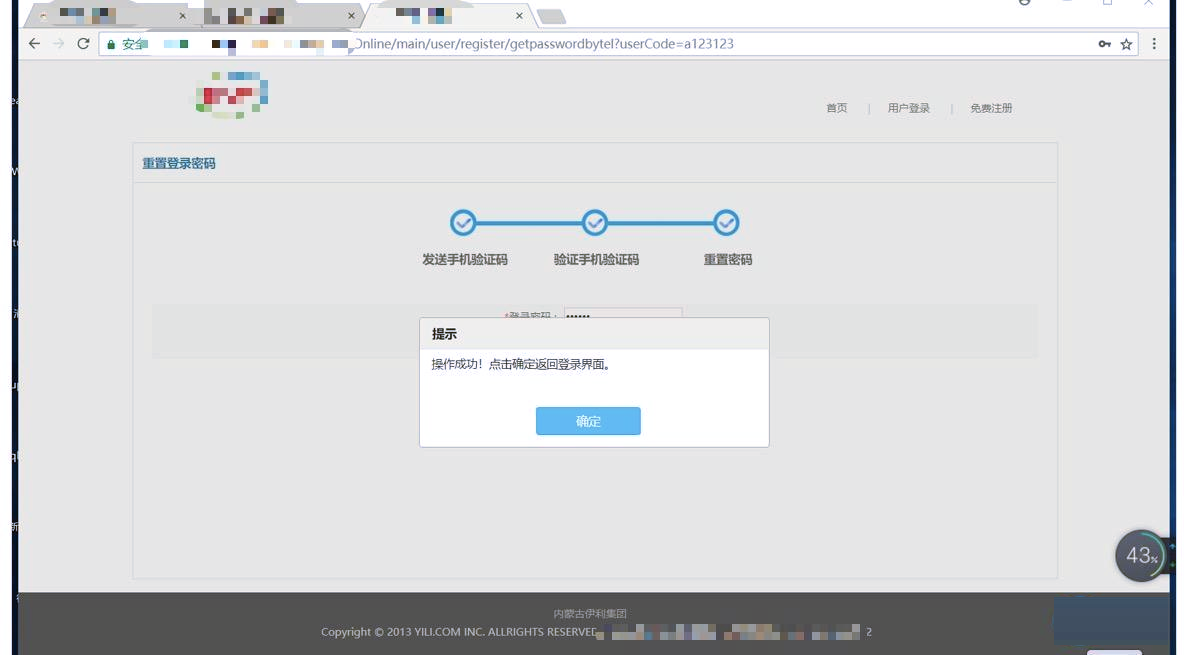 安全
Online/main/user/register/getpasswordbytel?userCode=a123123
首页 | 用户登录 | 免费注册
重置登录密码
发送手机验证码 验证手机验证码 重置密码
*登录密码： ••••••
提示
操作成功！点击确定返回登录界面。
确定
43%
内蒙古伊利集团
Copyright © 2013 YILI.COM INC. ALLRIGHTS RESERVED
2